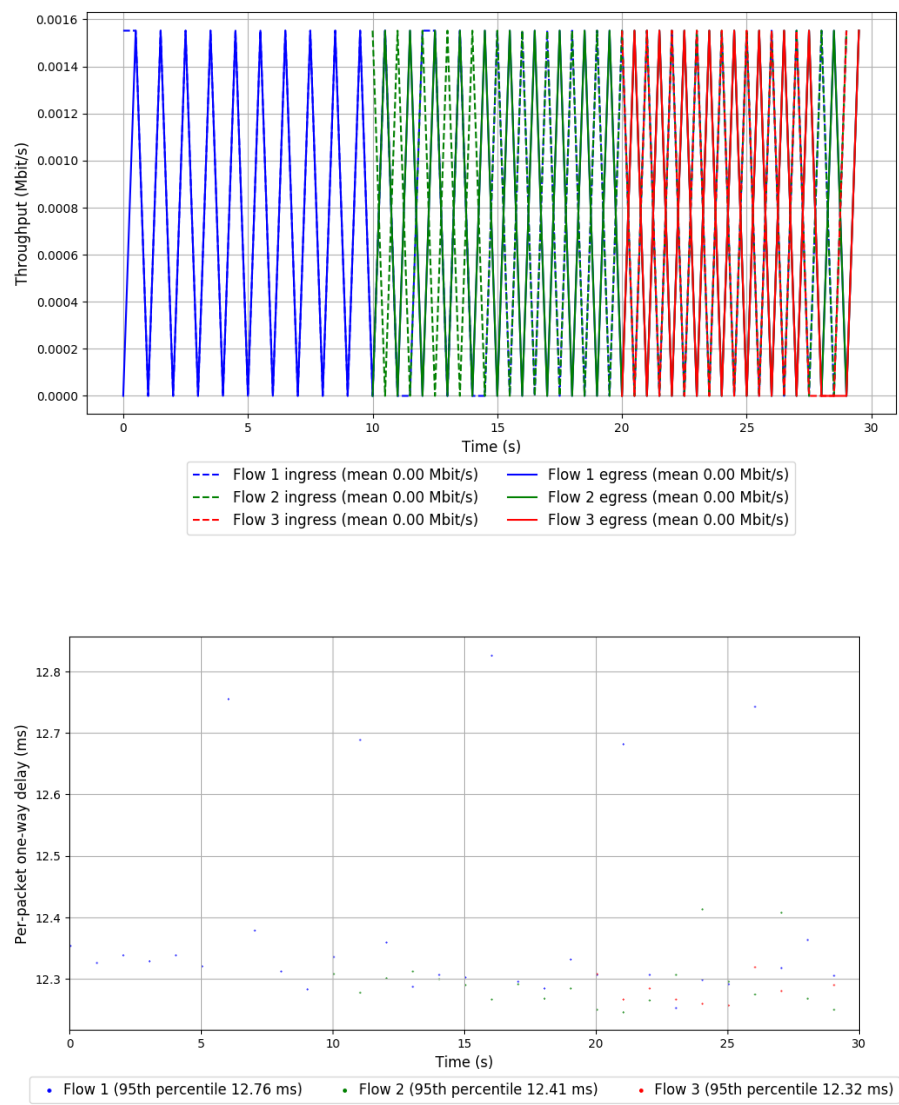 0.0016
0.0014
0.0012
0.0010
0.0008
0.0006
0.0004
0.0002
0.0000
Throughput (Mbit/s)
0 5 10 15 20 25 30
Time (s)
Flow 1 ingress (mean 0.00 Mbit/s) Flow 1 egress (mean 0.00 Mbit/s)
Flow 2 ingress (mean 0.00 Mbit/s) Flow 2 egress (mean 0.00 Mbit/s)
Flow 3 ingress (mean 0.00 Mbit/s) Flow 3 egress (mean 0.00 Mbit/s)
12.8
12.7
12.6
12.5
12.4
12.3
Per-packet one-way delay (ms)
0 5 10 15 20 25 30
Time (s)
Flow 1 (95th percentile 12.76 ms) Flow 2 (95th percentile 12.41 ms) Flow 3 (95th percentile 12.32 ms)